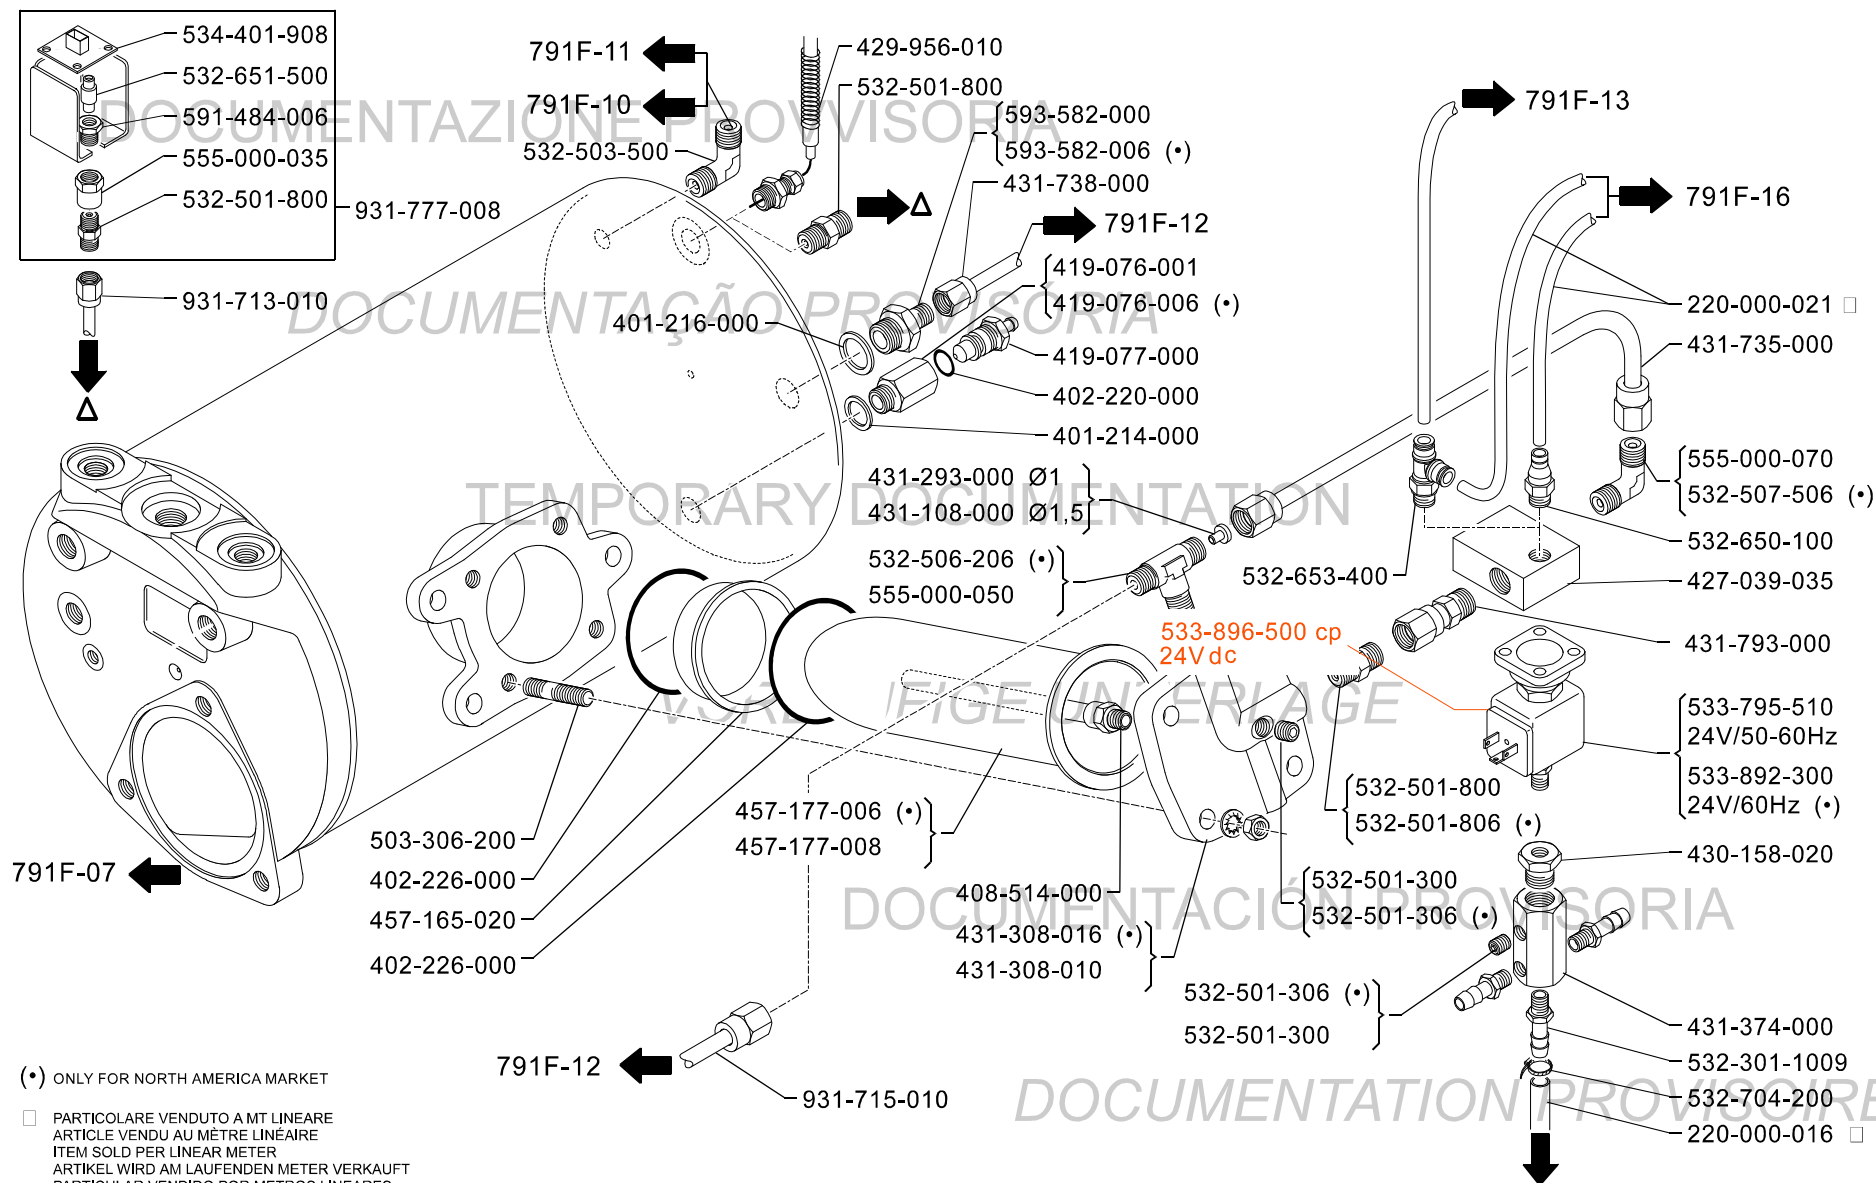 534-401-908
532-651-500
591-484-006
555-000-035
532-501-800
931-777-008
931-713-010
Δ
791F-11
791F-10
532-503-500
429-956-010
532-501-800
593-582-000
593-582-006 (•)
431-738-000
Δ
791F-12
419-076-001
419-076-006 (•)
401-216-000
419-077-000
402-220-000
401-214-000
791F-13
791F-16
220-000-021 □
431-735-000
555-000-070
532-507-506 (•)
532-650-100
427-039-035
532-653-400
431-793-000
431-293-000 Ø1
431-108-000 Ø1,5
532-506-206 (•)
555-000-050
533-896-500 cp
24V dc
533-795-510
24V/50-60Hz
533-892-300
24V/60Hz (•)
532-501-800
532-501-806 (•)
430-158-020
457-177-006 (•)
457-177-008
503-306-200
402-226-000
457-165-020
402-226-000
791F-07
408-514-000
431-308-016 (•)
431-308-010
532-501-300
532-501-306 (•)
532-501-306 (•)
532-501-300
431-374-000
532-301-1009
532-704-200
220-000-016 □
791F-12
931-715-010
DOCUMENTAZIONE PROVVISORIA
DOCUMENTAÇÃO PROVISÓRIA
TEMPORARY DOCUMENTATION
UNTERLAGE
DOCUMENTACIÓN PROVISORIA
DOCUMENTATION PROVISOIRE
(•) ONLY FOR NORTH AMERICA MARKET
□ PARTICOLARE VENDUTO A MT LINEARE
ARTICLE VENDU AU MÈTRE LINÉAIRE
ITEM SOLD PER LINEAR METER
ARTIKEL WIRD AM LAUFENDEN METER VERKAUFT
PARTICULAR VENDIDO POR METROS LINEARES